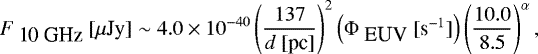 F 10 GHz [μJy] ∼ 4.0 × 10^{−40} (137 / d [pc])^2 (Φ EUV [s^{−1}]) (10.0 / 8.5)^α ,